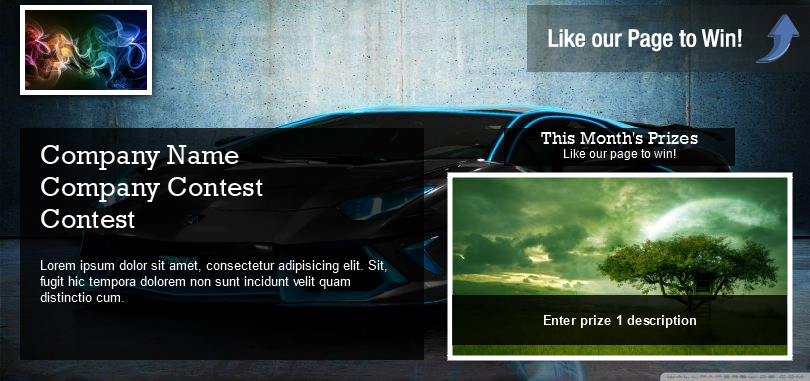 Like our Page to Win!
Company Name
Company Contest
Contest
Lorem ipsum dolor sit amet, consectetur adipisicing elit. Sit,
fugit hic tempora dolorem non sunt incidunt velit quam
distinctio cum.
This Month's Prizes
Like our page to win!
Enter prize 1 description
WALLPAPERSWIDE.COM